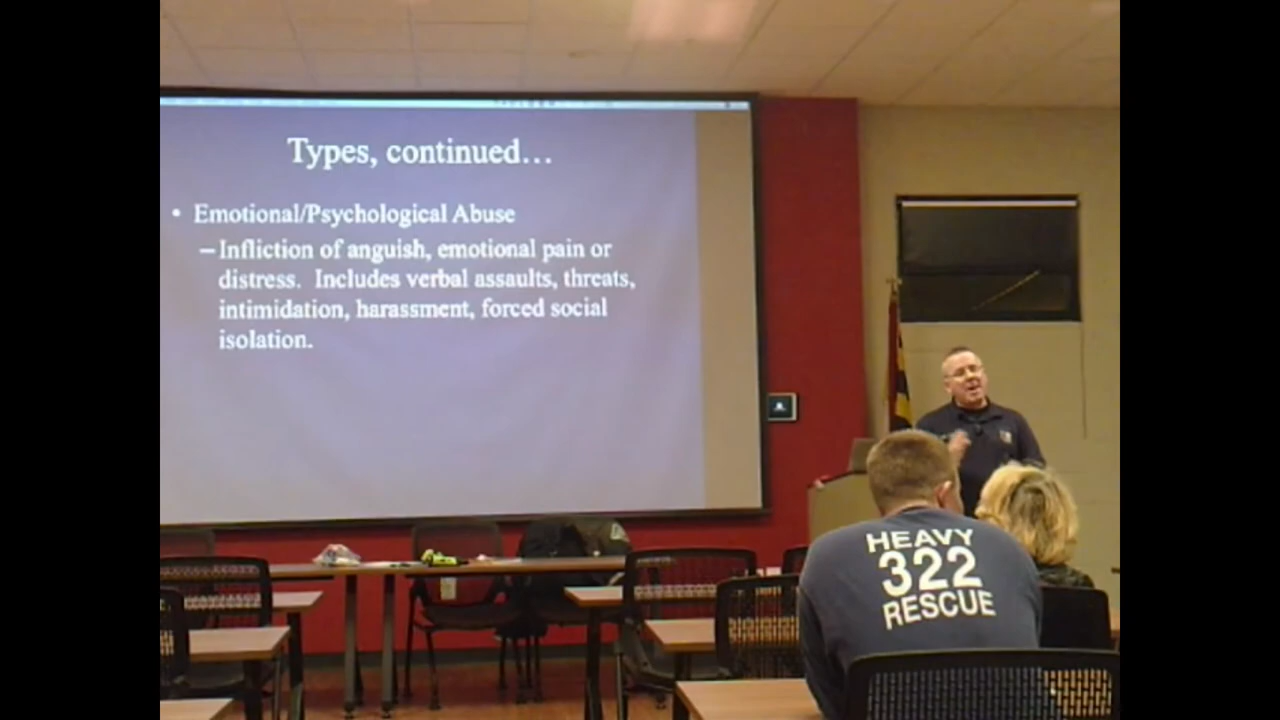 Types, continued…
• Emotional/Psychological Abuse
– Infliction of anguish, emotional pain or
distress. Includes verbal assaults, threats,
intimidation, harassment, forced social
isolation.
HEAVY
322
RESCUE